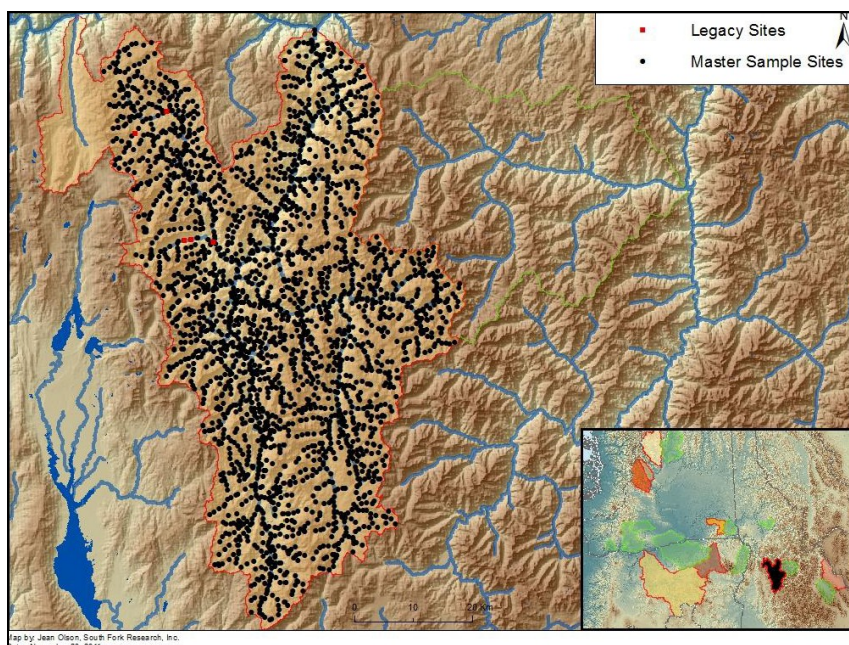 N
Legacy Sites
Master Sample Sites
0 10 20 Km
Map by: Jean Olson, South Fork Research, Inc.